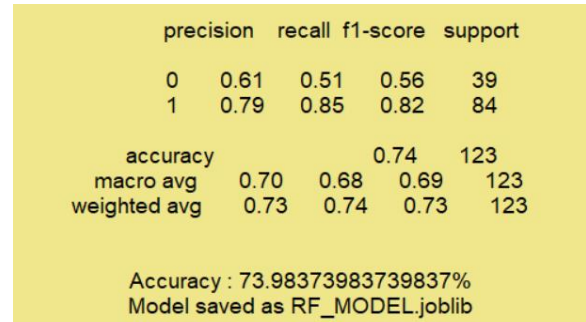 precision recall f1-score support
0 0.61 0.51 0.56 39
1 0.79 0.85 0.82 84
accuracy 0.74 123
macro avg 0.70 0.68 0.69 123
weighted avg 0.73 0.74 0.73 123
Accuracy : 73.98373983739837%
Model saved as RF_MODEL.joblib